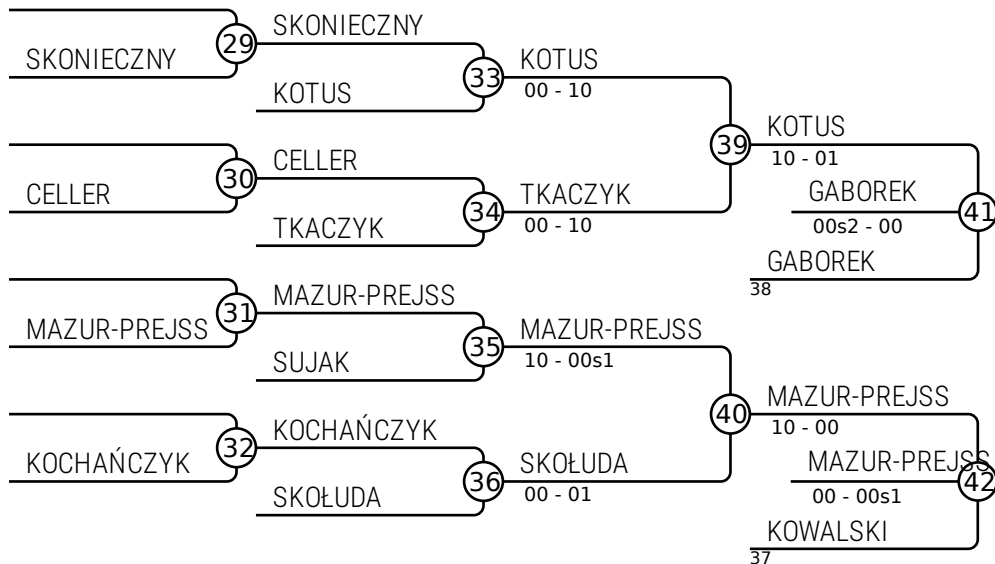 29
SKONIECZNY
SKONIECZNY
KOTUS
33
KOTUS
00 - 10
30
CELLER
CELLER
TKACZYK
34
TKACZYK
00 - 10
39
KOTUS
10 - 01
GABOREK
00s2 - 00
41
GABOREK
38
31
MAZUR-PREJSS
MAZUR-PREJSS
SUJAK
35
MAZUR-PREJSS
10 - 00s1
32
KOCHAŃCZYK
KOCHAŃCZYK
SKOŁUDA
36
SKOŁUDA
00 - 01
40
MAZUR-PREJSS
10 - 00
MAZUR-PREJSS
00 - 00s1
42
KOWALSKI
37